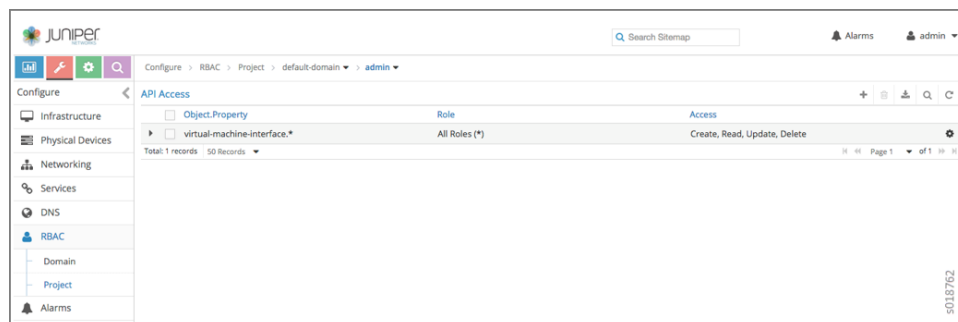 JUNIPER
NETWORKS
Search Sitemap
Alarms
admin
Configure > RBAC > Project > default-domain > admin
Configure
API Access
Infrastructure
Physical Devices
Networking
Services
DNS
RBAC
Domain
Project
Alarms
Object.Property Role Access
virtual-machine-interface.* All Roles (*) Create, Read, Update, Delete
Total: 1 records 50 Records Page 1 of 1
s018762